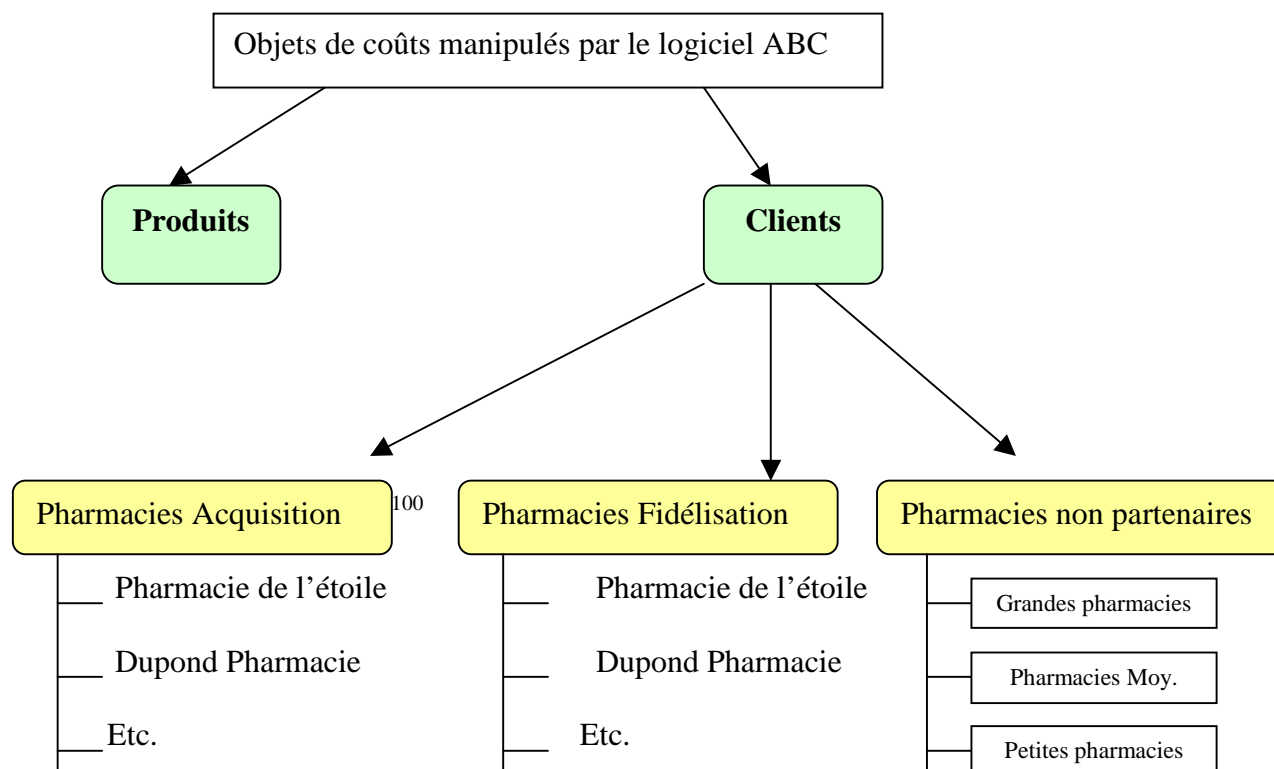 Objets de coûts manipulés par le logiciel ABC
Produits
Clients
Pharmacies Acquisition 100
Pharmacie de l’étoile
Dupond Pharmacie
Etc.
Pharmacies Fidélisation
Pharmacie de l’étoile
Dupond Pharmacie
Etc.
Pharmacies non partenaires
Grandes pharmacies
Pharmacies Moy.
Petites pharmacies